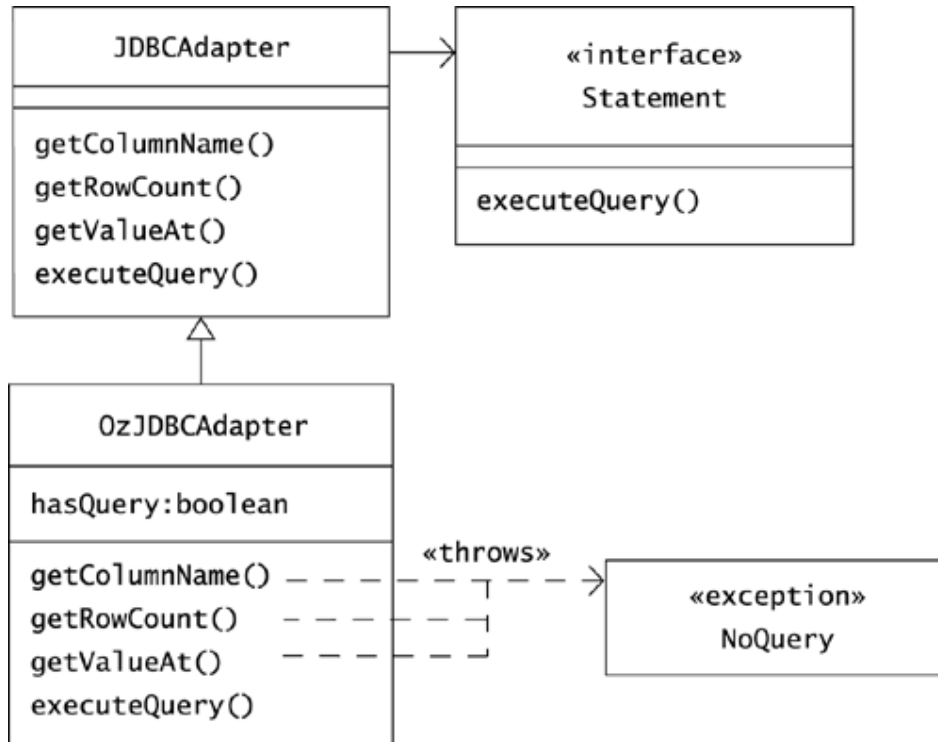 JDBCAdapter
getColumnName()
getRowCount()
getValueAt()
executeQuery()
«interface»
Statement
executeQuery()
OzJDBCAdapter
hasQuery:boolean
getColumnName()
getRowCount()
getValueAt()
executeQuery()
«throws»
«exception»
NoQuery